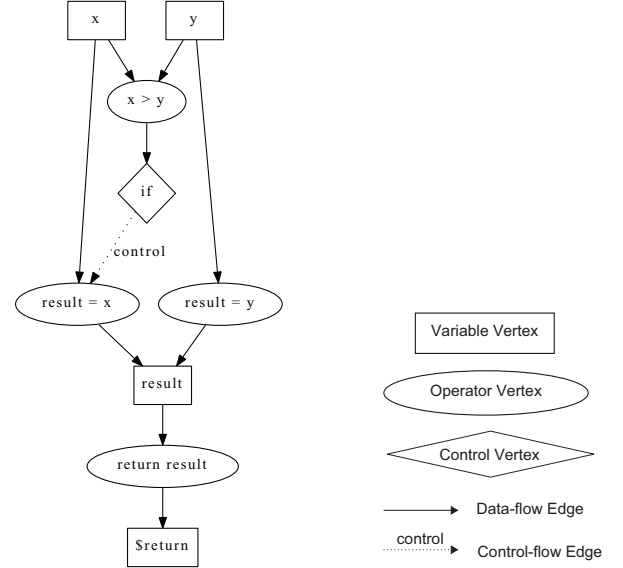 x
y
x > y
if
control
result = x
result = y
result
return result
$return
Variable Vertex
Operator Vertex
Control Vertex
Data-flow Edge
control
Control-flow Edge